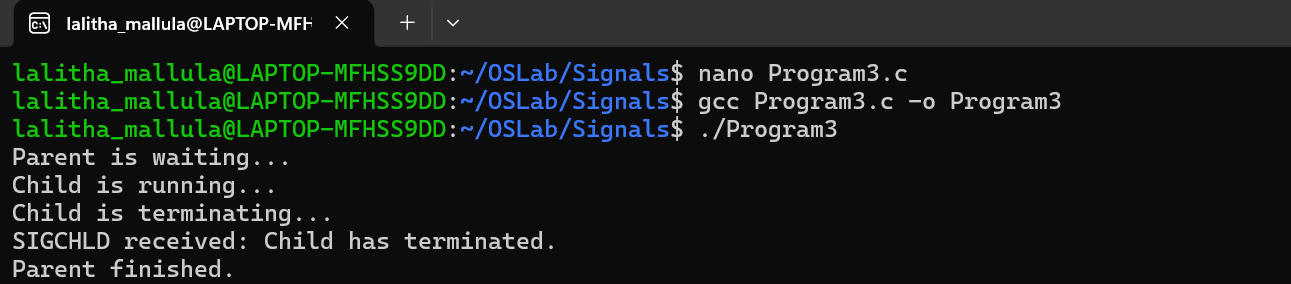 lalitha_mallula@LAPTOP-MFH
lalitha_mallula@LAPTOP-MFHSS9DD:~/OSLab/Signals$ nano Program3.c
lalitha_mallula@LAPTOP-MFHSS9DD:~/OSLab/Signals$ gcc Program3.c -o Program3
lalitha_mallula@LAPTOP-MFHSS9DD:~/OSLab/Signals$ ./Program3
Parent is waiting...
Child is running...
Child is terminating...
SIGCHLD received: Child has terminated.
Parent finished.